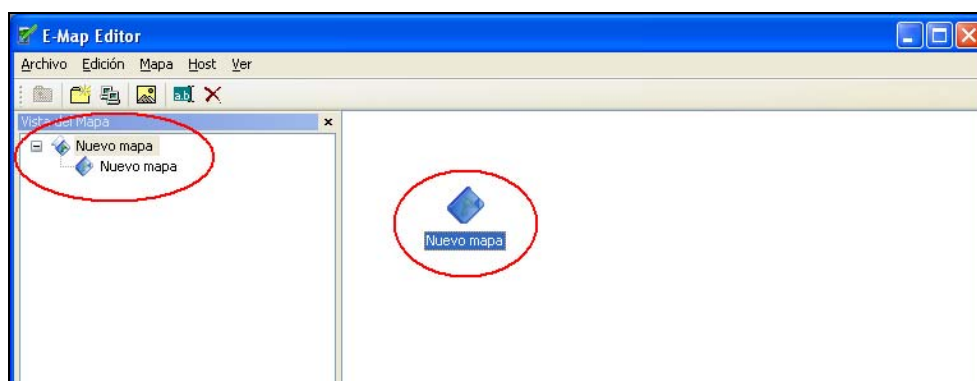 E-Map Editor
Archivo Edición Mapa Host Ver
Vista del Mapa
Nuevo mapa
Nuevo mapa
Nuevo mapa